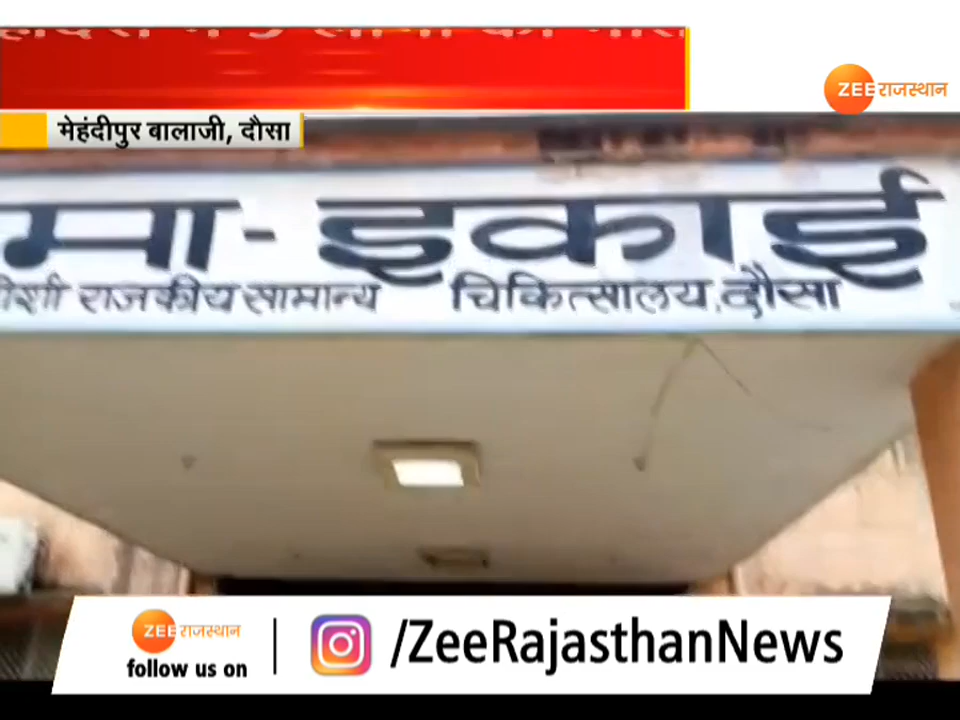 ZEE राजस्थान
मेहंदीपुर बालाजी, दौसा
मा-इकाई
राजकीय सामान्य चिकित्सालय, दौसा
ZEE राजस्थान
follow us on
/ZeeRajasthanNews